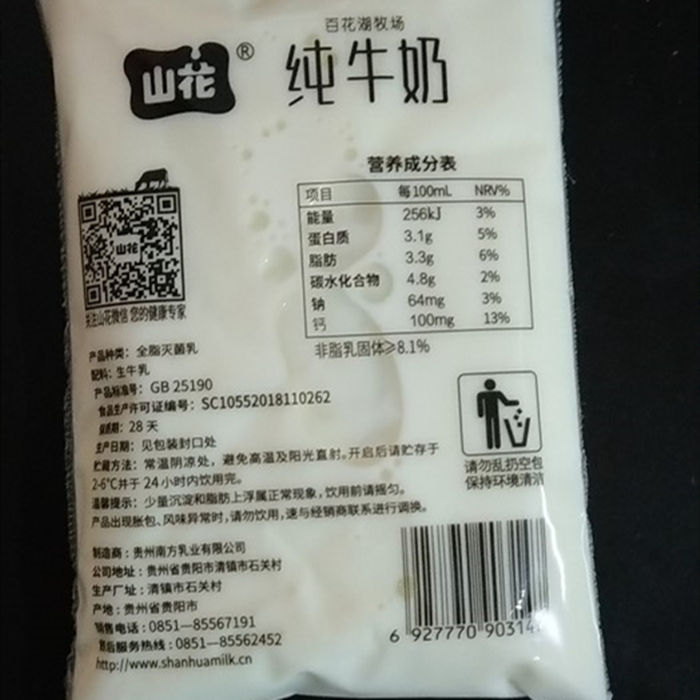 百花湖牧场
山花®
纯牛奶
营养成分表
项目 每100mL NRV%
能量 256kJ 3%
蛋白质 3.1g 5%
脂肪 3.3g 6%
碳水化合物 4.8g 2%
钠 64mg 3%
钙 100mg 13%
非脂乳固体≥8.1%
山花
关注山花微信 您的健康专家
产品种类：全脂灭菌乳
配料：生牛乳
产品标准号：GB 25190
食品生产许可证编号：SC10552018110262
保质期：28 天
生产日期：见包装封口处
贮藏方法：常温阴凉处，避免高温及阳光直射。开启后请贮存于
2-6℃并于 24 小时内饮用完。
温馨提示：少量沉淀和脂肪上浮属正常现象，饮用前请摇匀。
产品出现胀包、风味异常时，请勿饮用，速与经销商联系进行调换。
请勿乱扔空包
保持环境清洁
制造商：贵州南方乳业有限公司
公司地址：贵州省贵阳市清镇市石关村
生产厂址：清镇市石关村
产地：贵州省贵阳市
销售电话：0851—85567191
售后服务热线：0851—85562452
http://www.shanhuamilk.cn
6 927770 90314